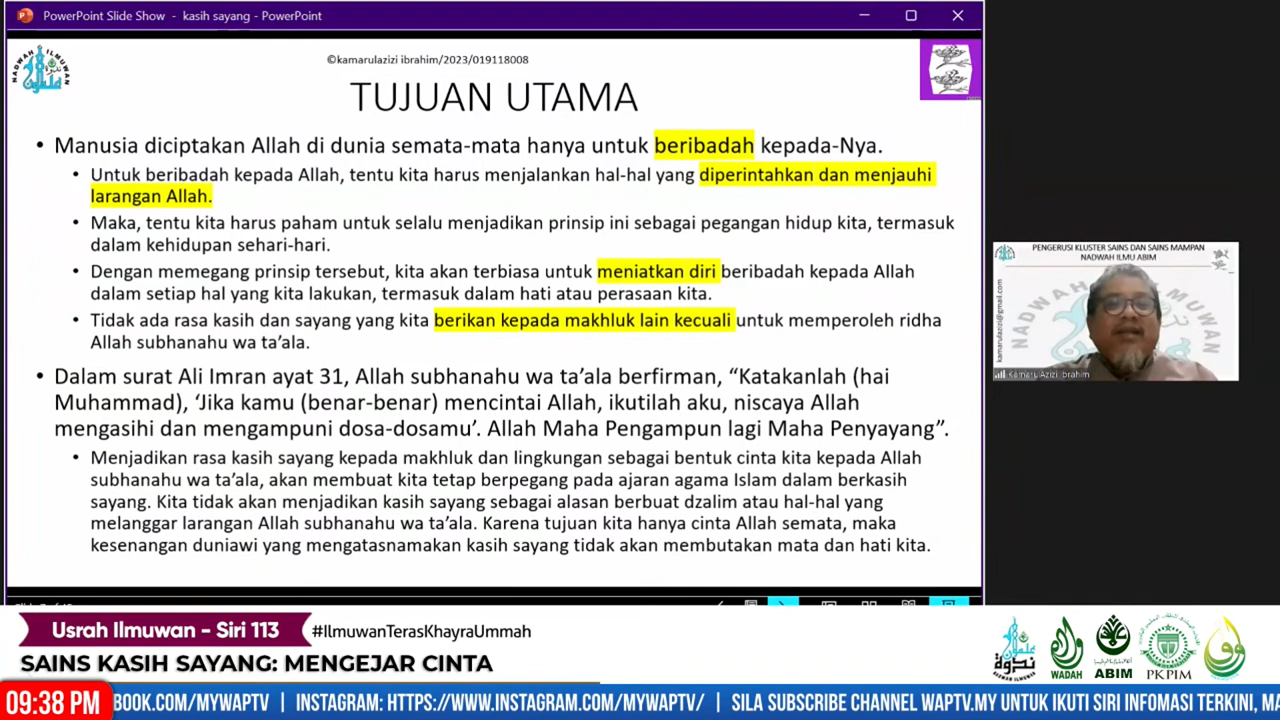 PowerPoint Slide Show - kasih sayang - PowerPoint
©kamarulazizi ibrahim/2023/019118008
NADWAH ILMUWAN
TUJUAN UTAMA
• Manusia diciptakan Allah di dunia semata-mata hanya untuk beribadah kepada-Nya.
• Untuk beribadah kepada Allah, tentu kita harus menjalankan hal-hal yang diperintahkan dan menjauhi
larangan Allah.
• Maka, tentu kita harus paham untuk selalu menjadikan prinsip ini sebagai pegangan hidup kita, termasuk
dalam kehidupan sehari-hari.
• Dengan memegang prinsip tersebut, kita akan terbiasa untuk meniatkan diri beribadah kepada Allah
dalam setiap hal yang kita lakukan, termasuk dalam hati atau perasaan kita.
• Tidak ada rasa kasih dan sayang yang kita berikan kepada makhluk lain kecuali untuk memperoleh ridha
Allah subhanahu wa ta’ala.
• Dalam surat Ali Imran ayat 31, Allah subhanahu wa ta’ala berfirman, “Katakanlah (hai
Muhammad), ‘Jika kamu (benar-benar) mencintai Allah, ikutilah aku, niscaya Allah
mengasihi dan mengampuni dosa-dosamu’. Allah Maha Pengampun lagi Maha Penyayang”.
• Menjadikan rasa kasih sayang kepada makhluk dan lingkungan sebagai bentuk cinta kita kepada Allah
subhanahu wa ta’ala, akan membuat kita tetap berpegang pada ajaran agama Islam dalam berkasih
sayang. Kita tidak akan menjadikan kasih sayang sebagai alasan berbuat dzalim atau hal-hal yang
melanggar larangan Allah subhanahu wa ta’ala. Karena tujuan kita hanya cinta Allah semata, maka
kesenangan duniawi yang mengatasnamakan kasih sayang tidak akan membutakan mata dan hati kita.
PENGERUSI KLUSTER SAINS DAN SAINS MAMPAN
NADWAH ILMU ABIM
kamarulazizi@gmail.com
Kamarul Azizi Ibrahim
Usrah Ilmuwan - Siri 113
#IlmuwanTerasKhayraUmmah
SAINS KASIH SAYANG: MENGEJAR CINTA
WADAH
ABIM
PKPIM
09:38 PM
BOOK.COM/MYWAPTV | INSTAGRAM: HTTPS://WWW.INSTAGRAM.COM/MYWAPTV/ | SILA SUBSCRIBE CHANNEL WAPTV.MY UNTUK IKUTI SIRI INFOMASI TERKINI, MA